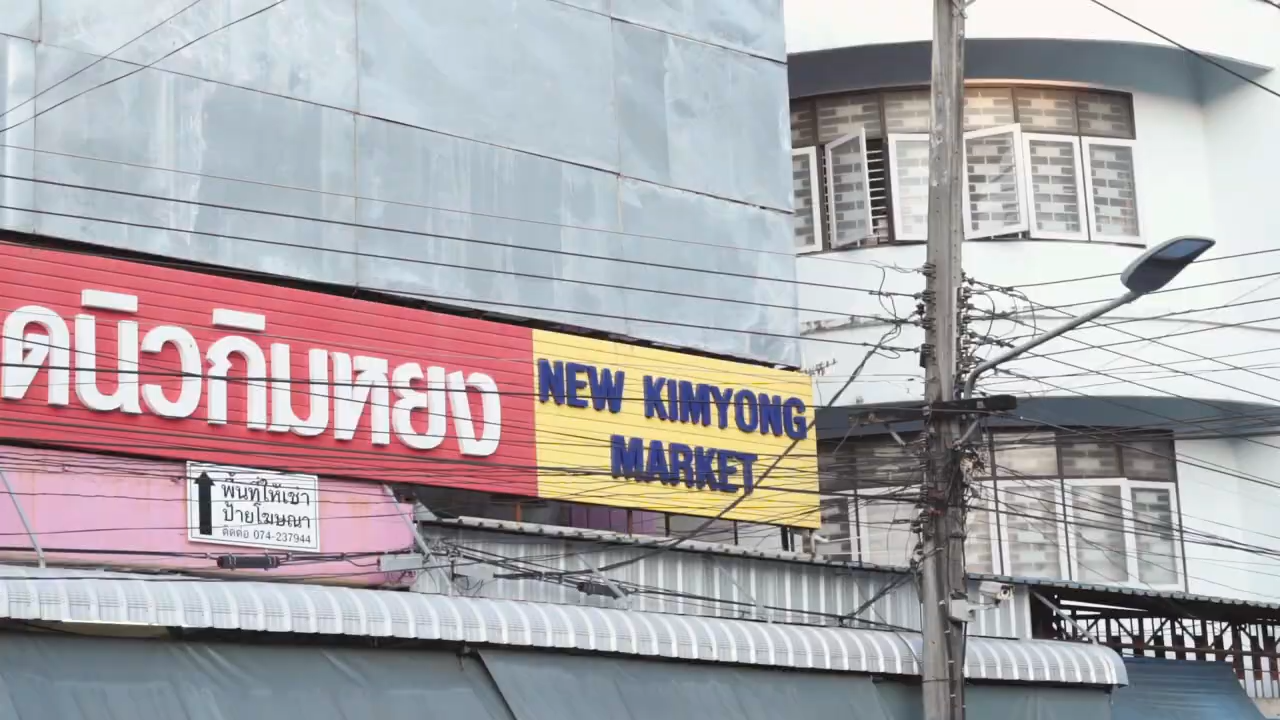 ดนิวกิมหยง
NEW KIMYONG
MARKET
พื้นที่ให้เช่า
ป้ายโฆษณา
ติดต่อ 074-237944